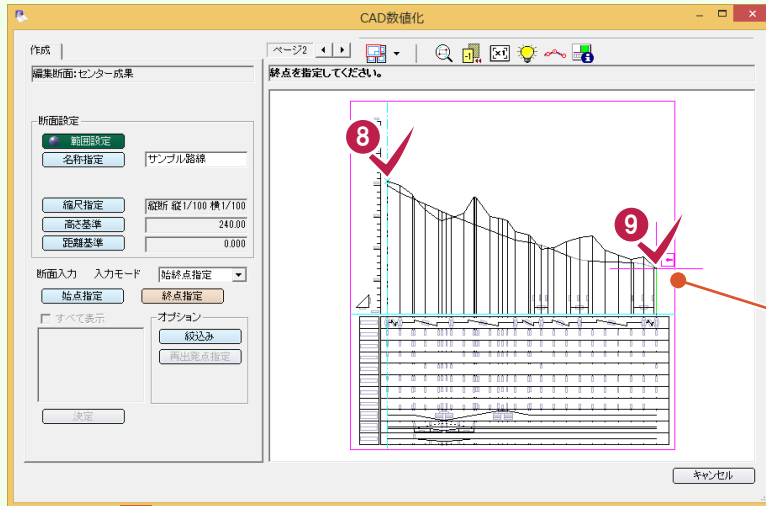 CAD数値化
作成
編集断面:センター成果
断面設定
範囲設定
名称指定 サンプル路線
縮尺指定 縦断 縦1/100 横1/100
高さ基準 240.00
距離基準 0.000
断面入力 入力モード 始終点指定
始点指定 終点指定
すべて表示
オプション
絞込み
再出発点指定
決定
ページ2
終点を指定してください。
8
9
キャンセル